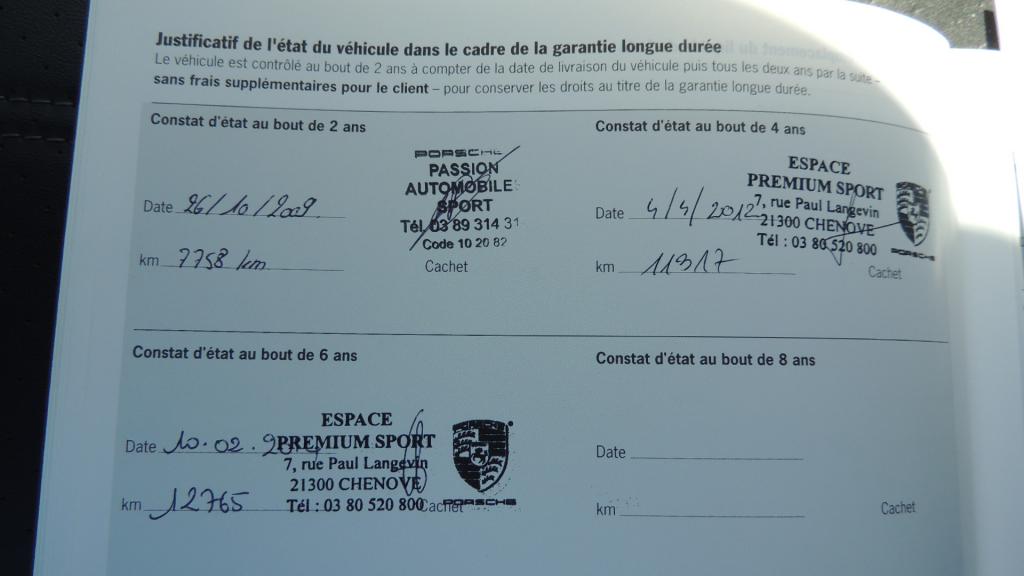 Justificatif de l'état du véhicule dans le cadre de la garantie longue durée
Le véhicule est contrôlé au bout de 2 ans à compter de la date de livraison du véhicule puis tous les deux ans par la suite –
sans frais supplémentaires pour le client – pour conserver les droits au titre de la garantie longue durée.
Constat d'état au bout de 2 ans
PORSCHE
PASSION
AUTOMOBILE
SPORT
Tél 03 89 314 31
Code 10 20 82
Date 26/10/2009
km 7758 km
Cachet
Constat d'état au bout de 4 ans
ESPACE
PREMIUM SPORT
7, rue Paul Langevin
21300 CHENOVE
Tél : 03 80 520 800
PORSCHE
Date 4/4/2012
km 11917
Cachet
Constat d'état au bout de 6 ans
ESPACE
PREMIUM SPORT
7, rue Paul Langevin
21300 CHENOVE
Tél : 03 80 520 800
PORSCHE
Date 10.02.
km 12765
Cachet
Constat d'état au bout de 8 ans
Date
km
Cachet